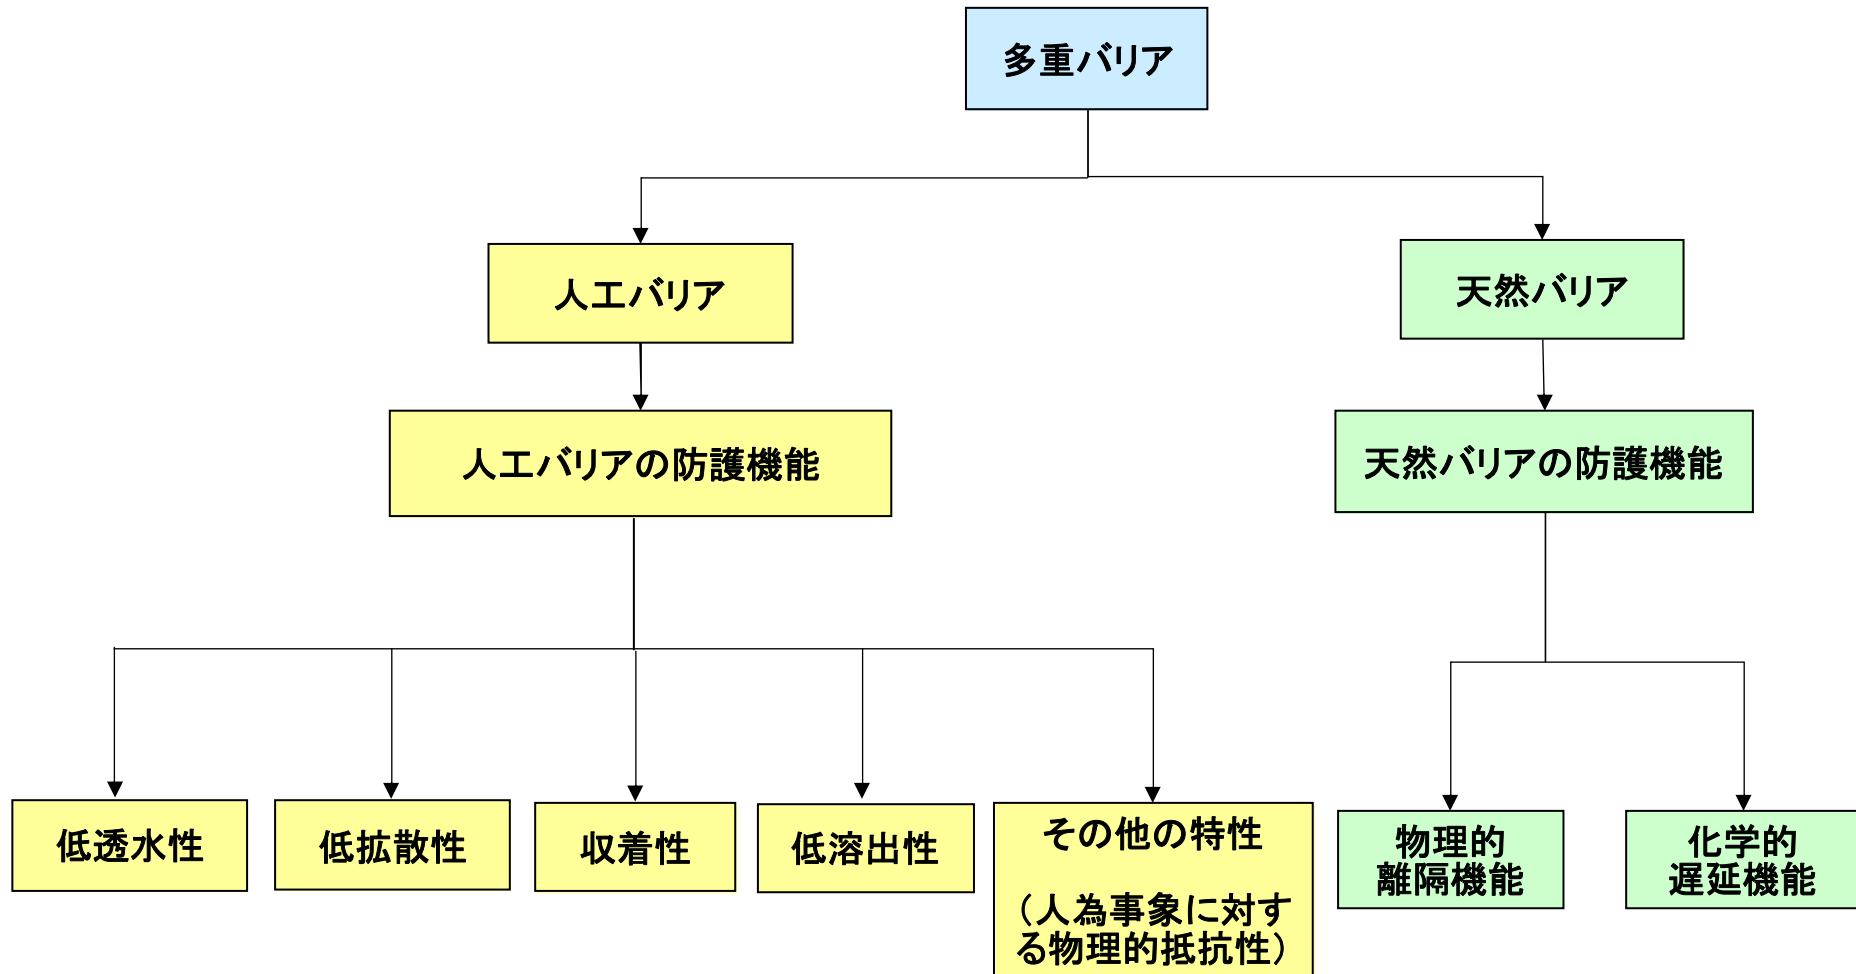 多重バリア
人工バリア
天然バリア
人工バリアの防護機能
天然バリアの防護機能
低透水性
低拡散性
収着性
低溶出性
その他の特性
（人為事象に対す
る物理的抵抗性）
物理的
離隔機能
化学的
遅延機能